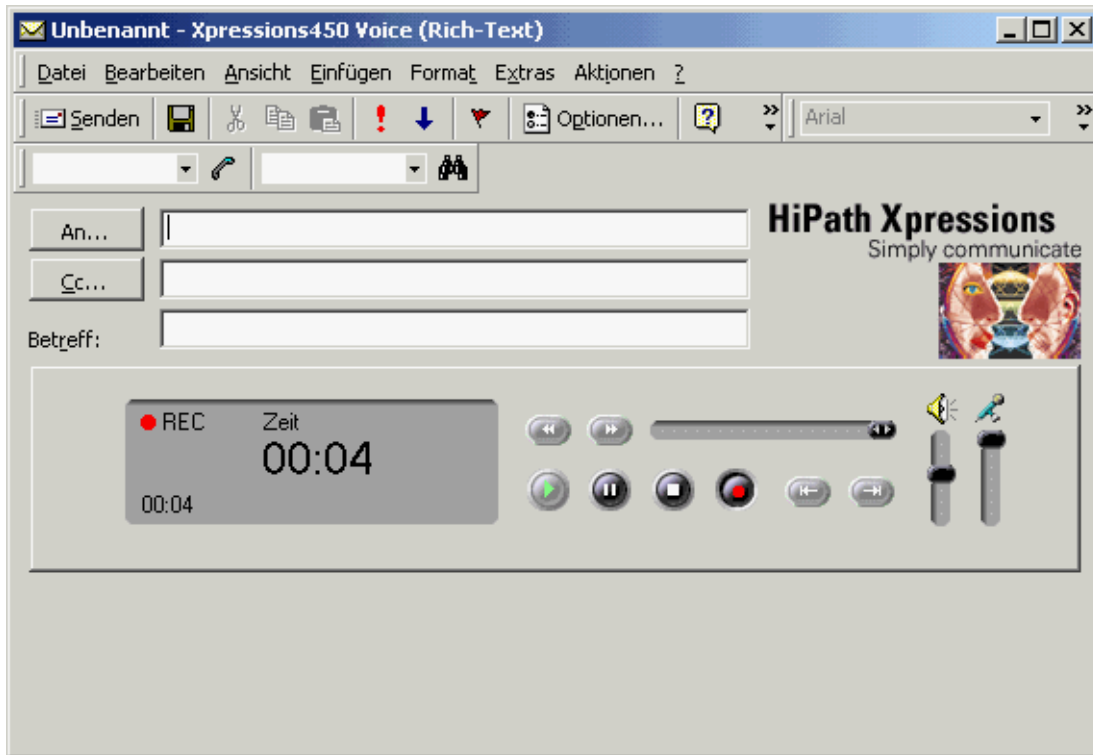 Unbenannt - Xpressions450 Voice (Rich-Text)
Datei Bearbeiten Ansicht Einfügen Format Extras Aktionen ?
Senden Optionen... Arial
An...
HiPath Xpressions
Simply communicate
Cc...
Betreff:
REC Zeit
00:04
00:04